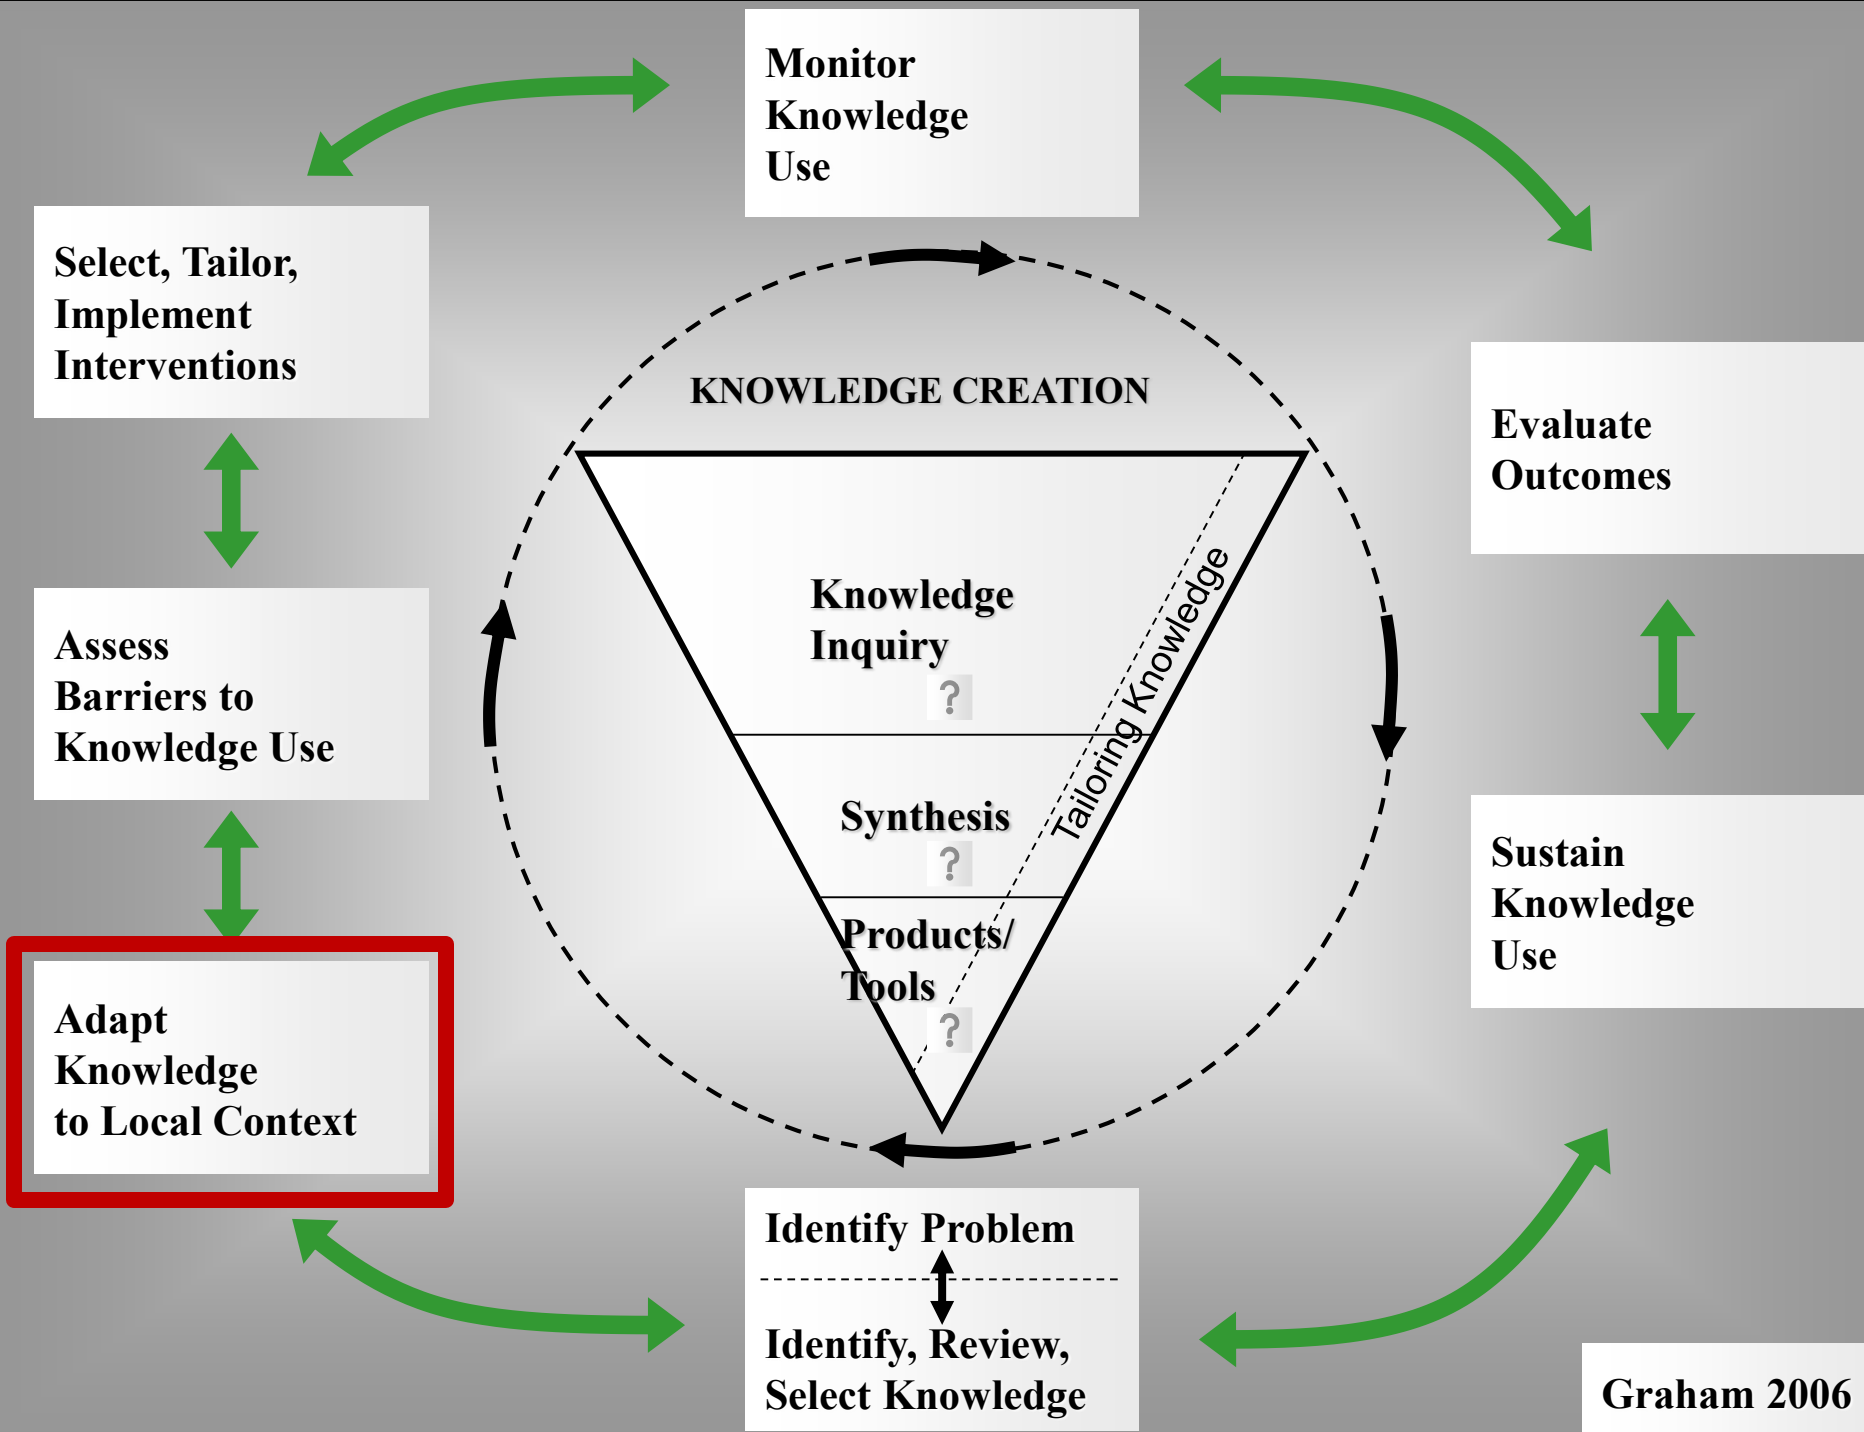 Monitor
Knowledge
Use
Select, Tailor,
Implement
Interventions
KNOWLEDGE CREATION
Evaluate
Outcomes
Knowledge
Inquiry
?
Tailoring Knowledge
Assess
Barriers to
Knowledge Use
Synthesis
?
Sustain
Knowledge
Use
Products/
Tools
?
Adapt
Knowledge
to Local Context
Identify Problem
Identify, Review,
Select Knowledge
Graham 2006